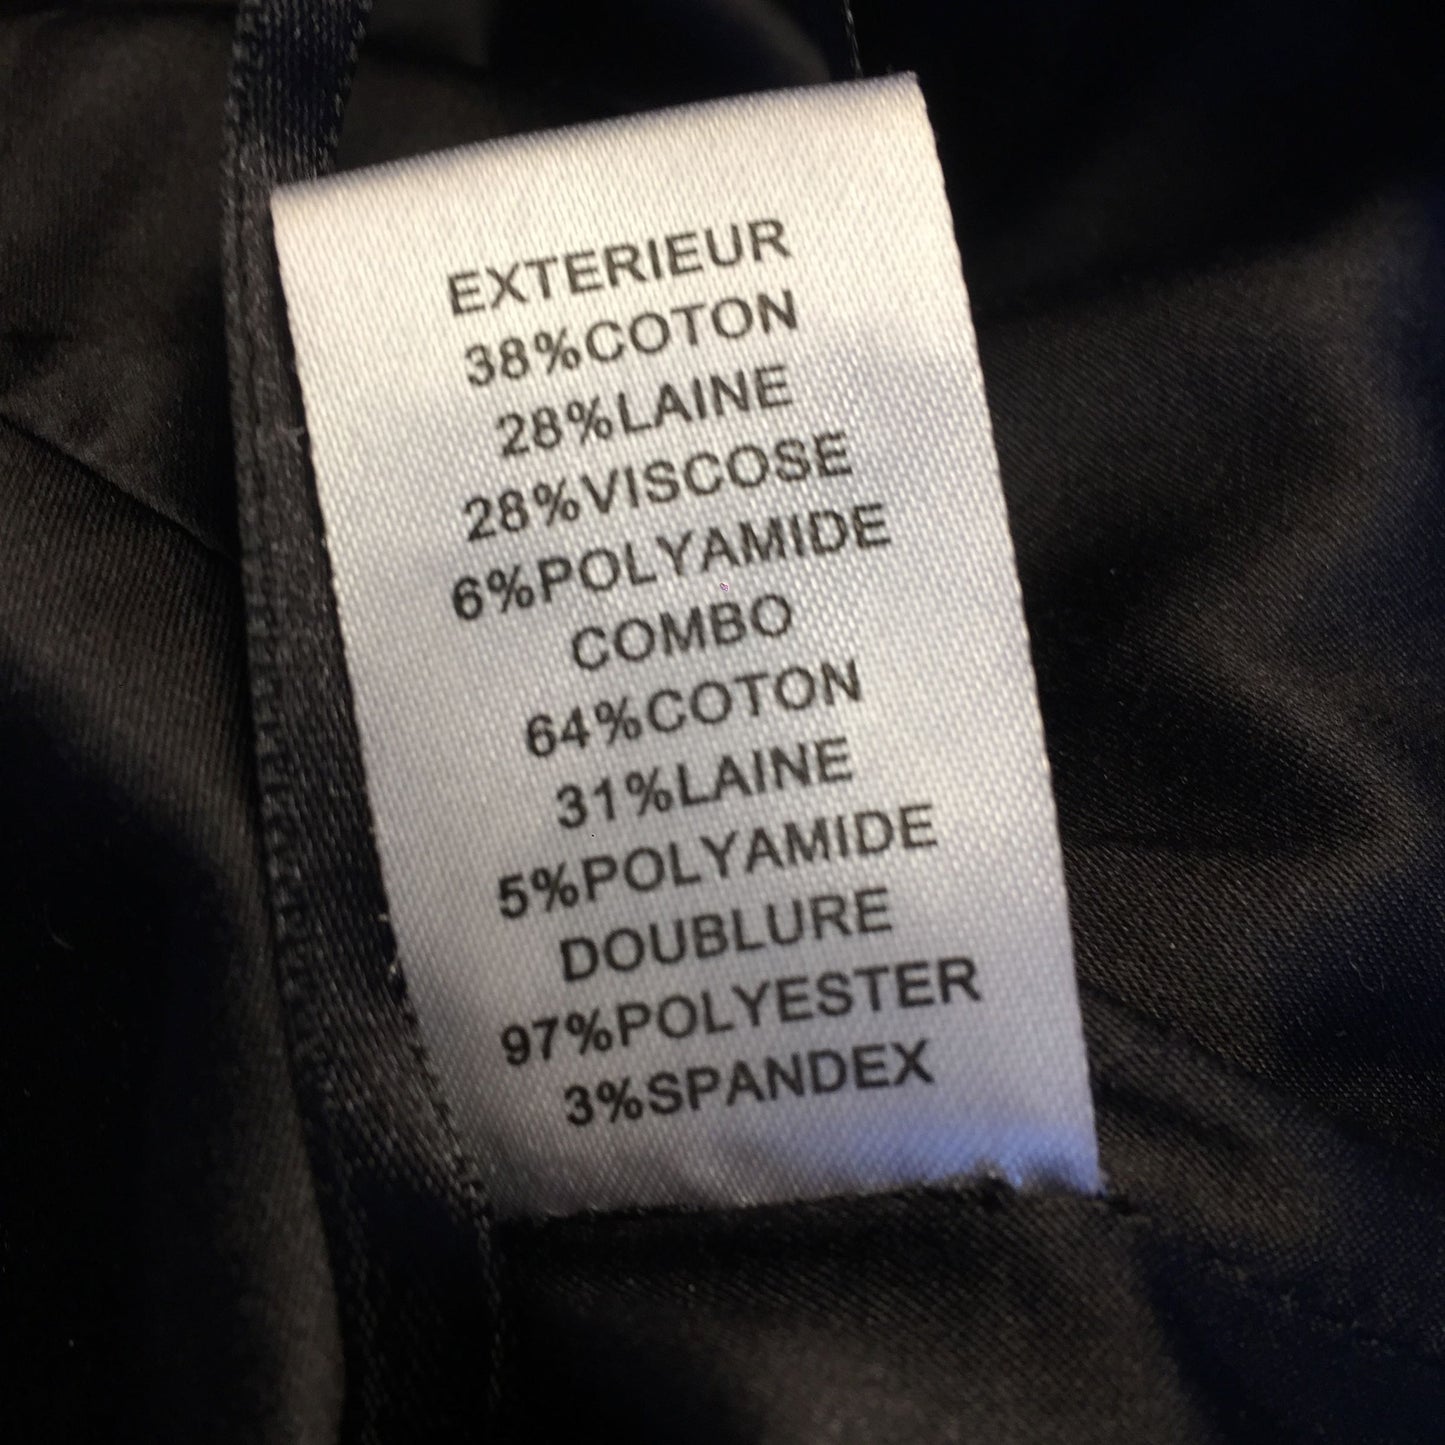 EXTERIEUR
38%COTON
28%LAINE
28%VISCOSE
6%POLYAMIDE
COMBO
64%COTON
31%LAINE
5%POLYAMIDE
DOUBLURE
97%POLYESTER
3%SPANDEX